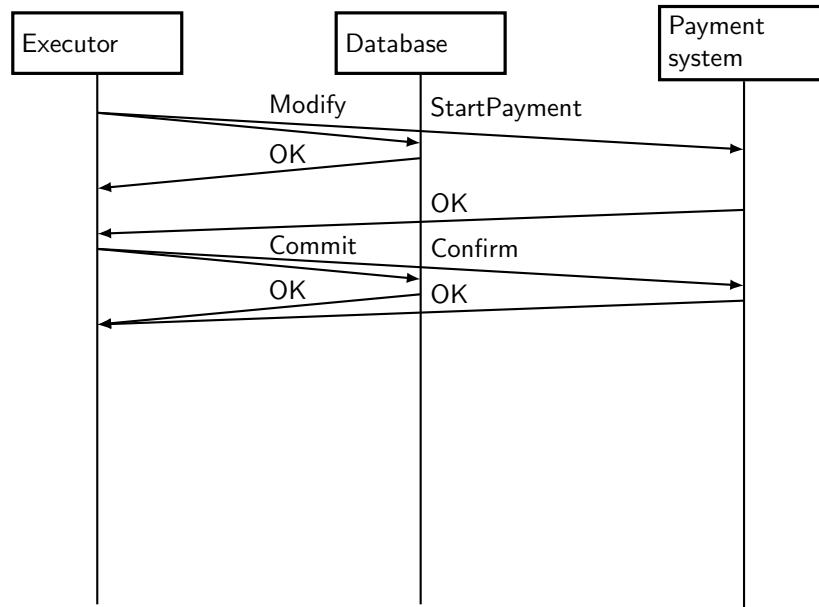 Executor
Database
Payment
system
Modify
StartPayment
OK
OK
Commit
Confirm
OK
OK